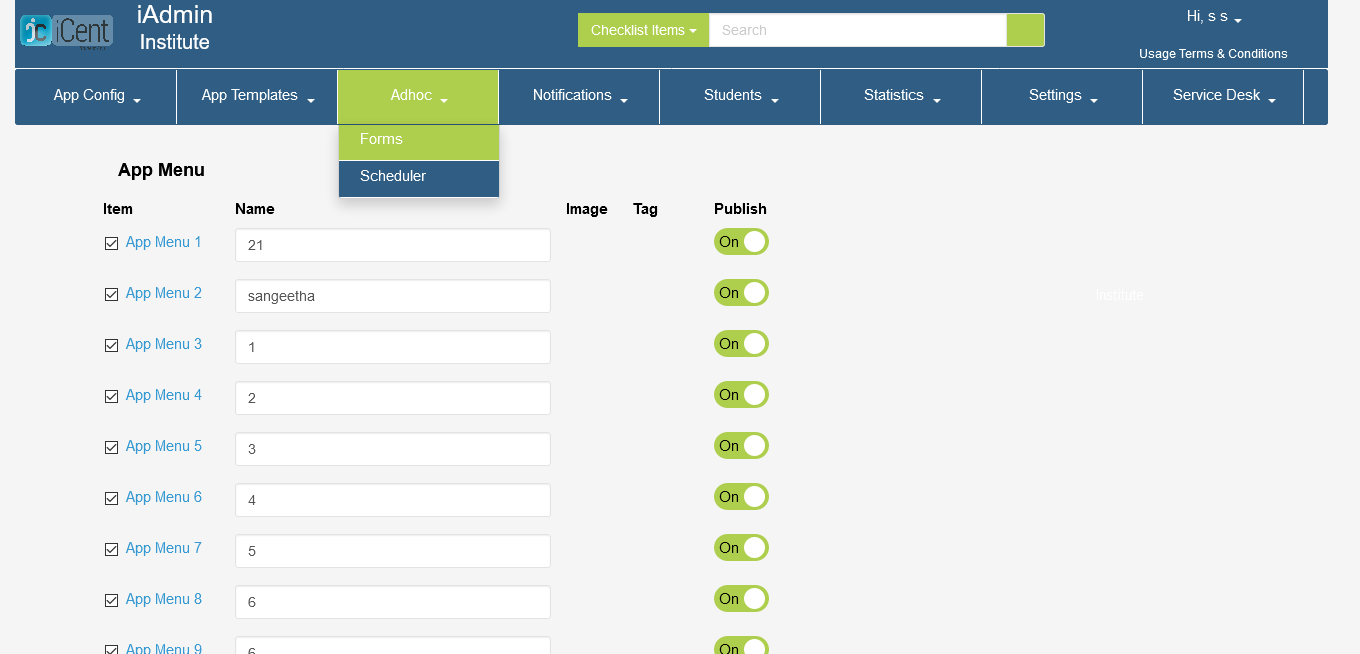 iCent
iAdmin
Institute
Checklist Items
Search
Hi, s s
Usage Terms & Conditions
App Config
App Templates
Adhoc
Notifications
Students
Statistics
Settings
Service Desk
Forms
Scheduler
App Menu
Item Name Image Tag Publish
App Menu 1 21 On
App Menu 2 sangeetha On
Institute
App Menu 3 1 On
App Menu 4 2 On
App Menu 5 3 On
App Menu 6 4 On
App Menu 7 5 On
App Menu 8 6 On
App Menu 9 6 On